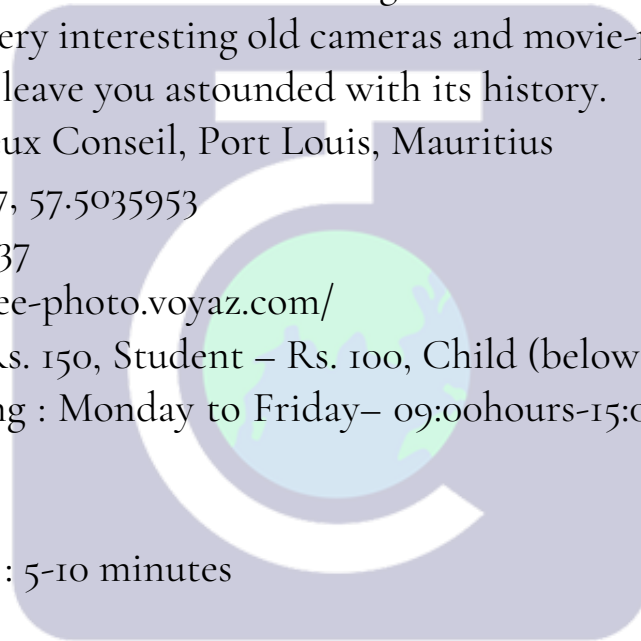 ery interesting old cameras and movie-
leave you astounded with its history.
ux Conseil, Port Louis, Mauritius
7, 57.5035953
37
ee-photo.voyaz.com/
Rs. 150, Student – Rs. 100, Child (below
ng : Monday to Friday– 09:00hours-15:0
: 5-10 minutes